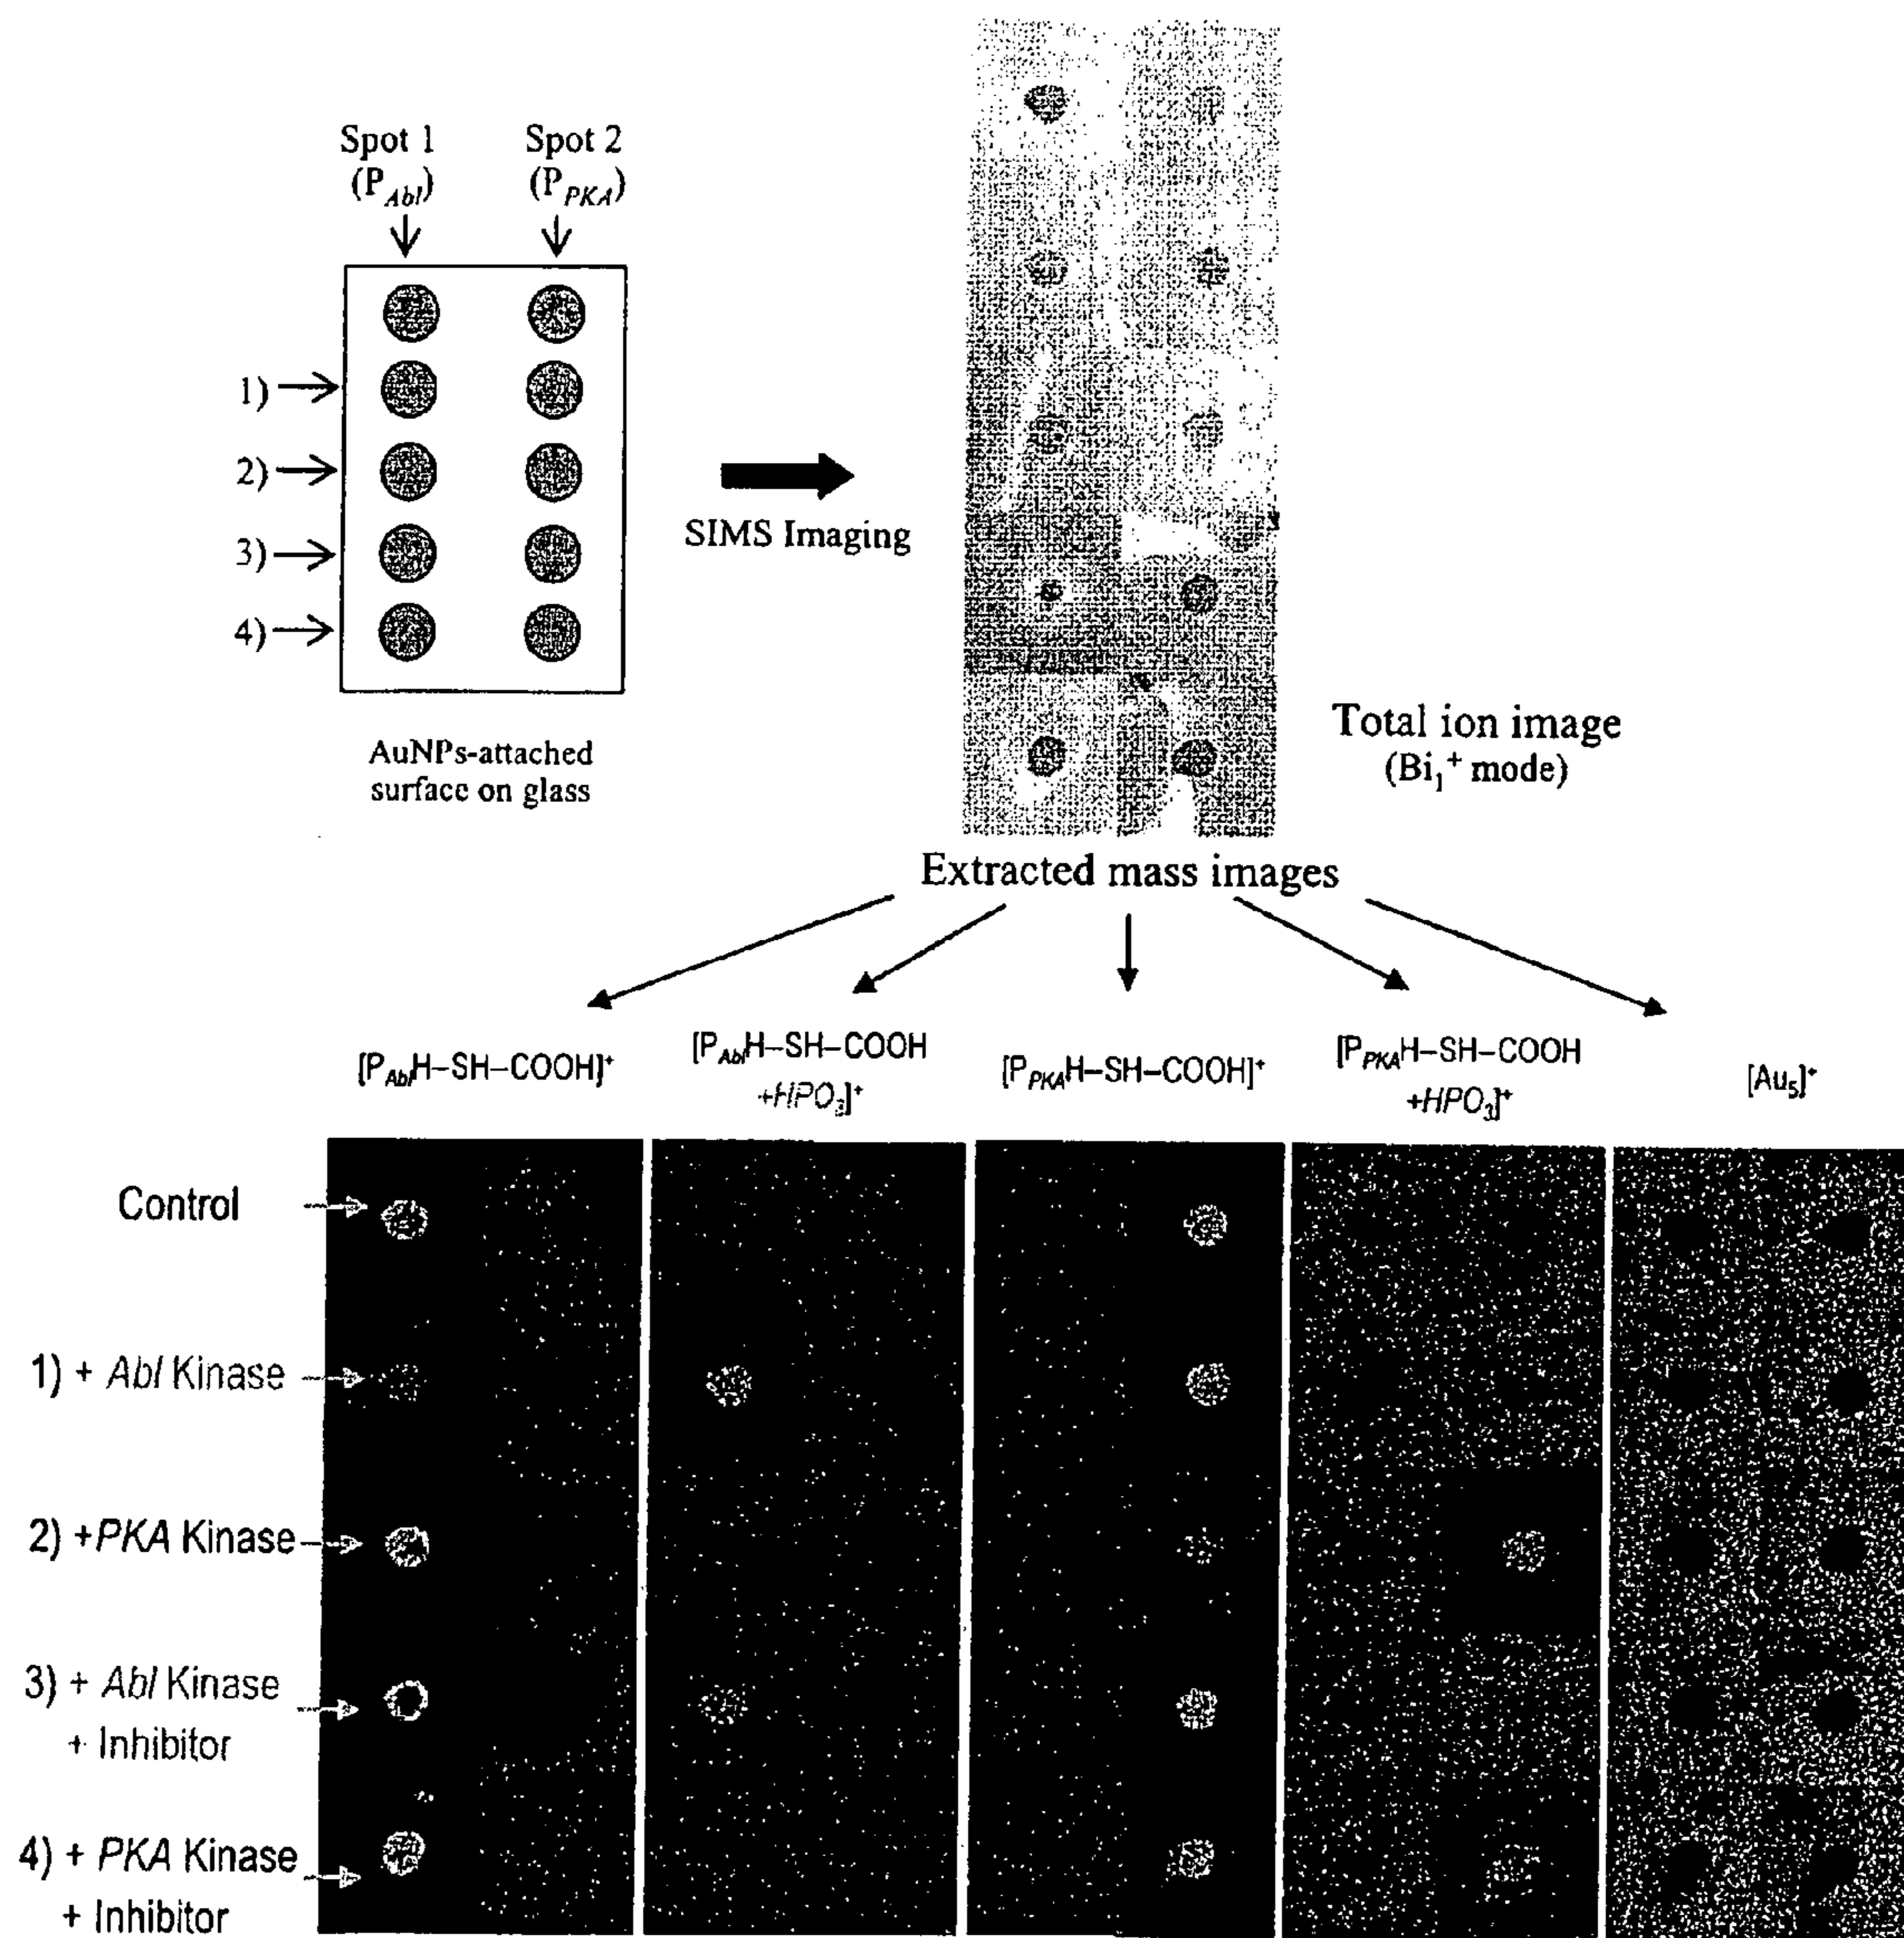 Spot 1 Spot 2
(P_Abl) (P_PKA)
1)
2)
3)
4)
SIMS Imaging
AuNPs-attached
surface on glass
Total ion image
(Bi₁⁺ mode)
Extracted mass images
[P_AblH–SH–COOH]⁺
[P_AblH–SH–COOH
+HPO₃]⁺
[P_PKAH–SH–COOH]⁺
[P_PKAH–SH–COOH
+HPO₃]⁺
[Au₅]⁺
Control
1) + Abl Kinase
2) +PKA Kinase
3) + Abl Kinase
+ Inhibitor
4) + PKA Kinase
+ Inhibitor